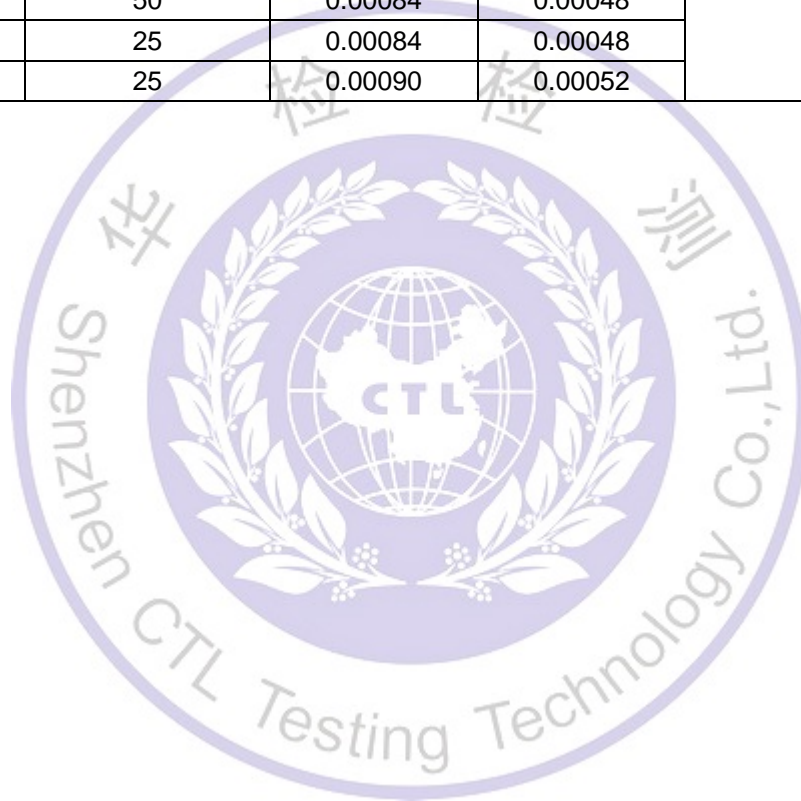 50 0.00084 0.00048
25 0.00084 0.00048
25 0.00090 0.00052
华 检 检 测
CTL
Shenzhen CTL Testing Technology Co.,Ltd.